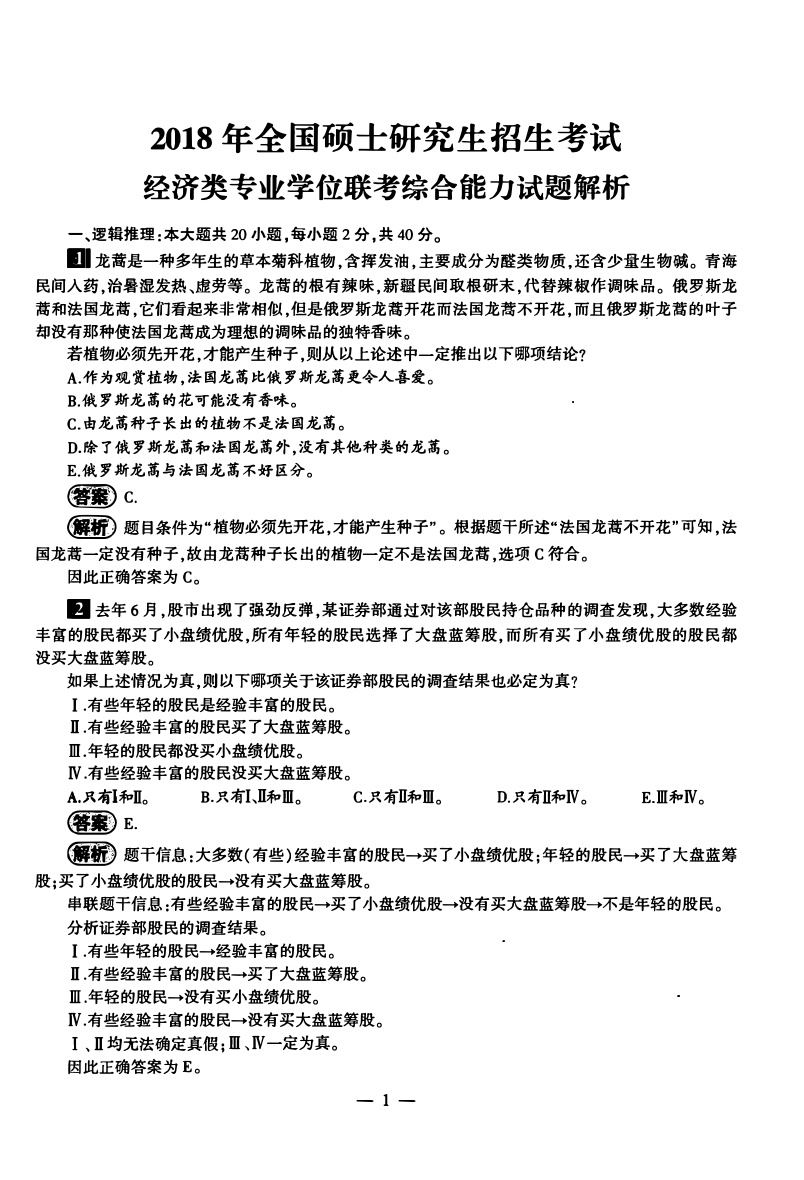 2018 年全国硕士研究生招生考试
经济类专业学位联考综合能力试题解析
一、逻辑推理:本大题共 20 小题,每小题 2 分,共 40 分。
1 龙蒿是一种多年生的草本菊科植物,含挥发油,主要成分为醛类物质,还含少量生物碱。青海
民间入药,治暑湿发热、虚劳等。龙蒿的根有辣味,新疆民间取根研末,代替辣椒作调味品。俄罗斯龙
蒿和法国龙蒿,它们看起来非常相似,但是俄罗斯龙蒿开花而法国龙蒿不开花,而且俄罗斯龙蒿的叶子
却没有那种使法国龙蒿成为理想的调味品的独特香味。
若植物必须先开花,才能产生种子,则从以上论述中一定推出以下哪项结论?
A.作为观赏植物,法国龙蒿比俄罗斯龙蒿更令人喜爱。
B.俄罗斯龙蒿的花可能没有香味。
C.由龙蒿种子长出的植物不是法国龙蒿。
D.除了俄罗斯龙蒿和法国龙蒿外,没有其他种类的龙蒿。
E.俄罗斯龙蒿与法国龙蒿不好区分。
答案 C.
解析 题目条件为“植物必须先开花,才能产生种子”。根据题干所述“法国龙蒿不开花”可知,法
国龙蒿一定没有种子,故由龙蒿种子长出的植物一定不是法国龙蒿,选项 C 符合。
因此正确答案为 C。
2 去年 6 月,股市出现了强劲反弹,某证券部通过对该部股民持仓品种的调查发现,大多数经验
丰富的股民都买了小盘绩优股,所有年轻的股民选择了大盘蓝筹股,而所有买了小盘绩优股的股民都
没买大盘蓝筹股。
如果上述情况为真,则以下哪项关于该证券部股民的调查结果也必定为真?
Ⅰ.有些年轻的股民是经验丰富的股民。
Ⅱ.有些经验丰富的股民买了大盘蓝筹股。
Ⅲ.年轻的股民都没买小盘绩优股。
Ⅳ.有些经验丰富的股民没买大盘蓝筹股。
A.只有Ⅰ和Ⅱ。 B.只有Ⅰ、Ⅱ和Ⅲ。 C.只有Ⅱ和Ⅲ。 D.只有Ⅱ和Ⅳ。 E.Ⅲ和Ⅳ。
答案 E.
解析 题干信息:大多数(有些)经验丰富的股民→买了小盘绩优股;年轻的股民→买了大盘蓝筹
股;买了小盘绩优股的股民→没有买大盘蓝筹股。
串联题干信息:有些经验丰富的股民→买了小盘绩优股→没有买大盘蓝筹股→不是年轻的股民。
分析证券部股民的调查结果。
Ⅰ.有些年轻的股民→经验丰富的股民。
Ⅱ.有些经验丰富的股民→买了大盘蓝筹股。
Ⅲ.年轻的股民→没有买小盘绩优股。
Ⅳ.有些经验丰富的股民→没有买大盘蓝筹股。
Ⅰ、Ⅱ均无法确定真假;Ⅲ、Ⅳ一定为真。
因此正确答案为 E。
— 1 —